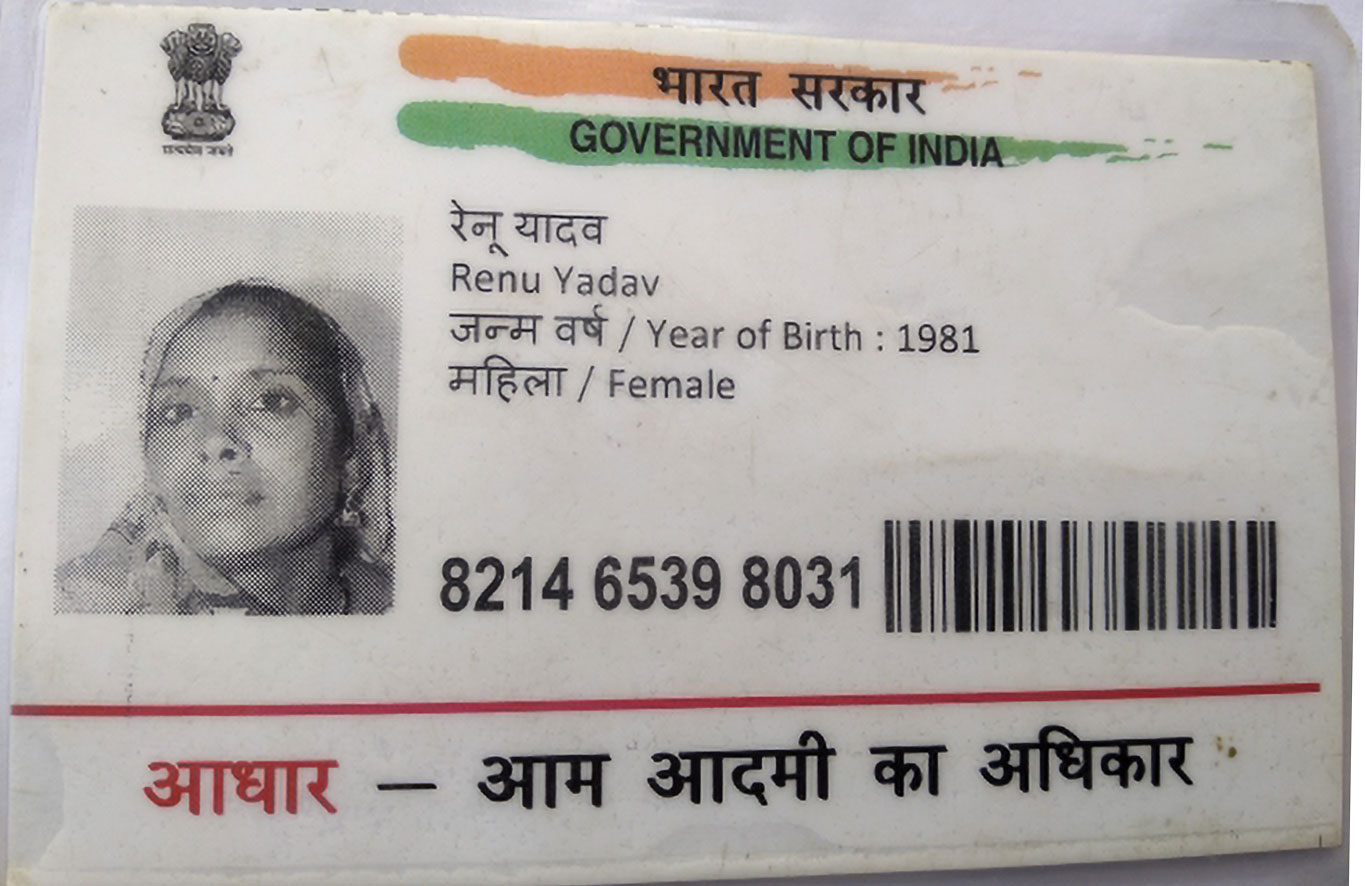 सत्यमेव जयते
भारत सरकार
GOVERNMENT OF INDIA
रेनू यादव
Renu Yadav
जन्म वर्ष / Year of Birth : 1981
महिला / Female
8214 6539 8031
आधार — आम आदमी का अधिकार